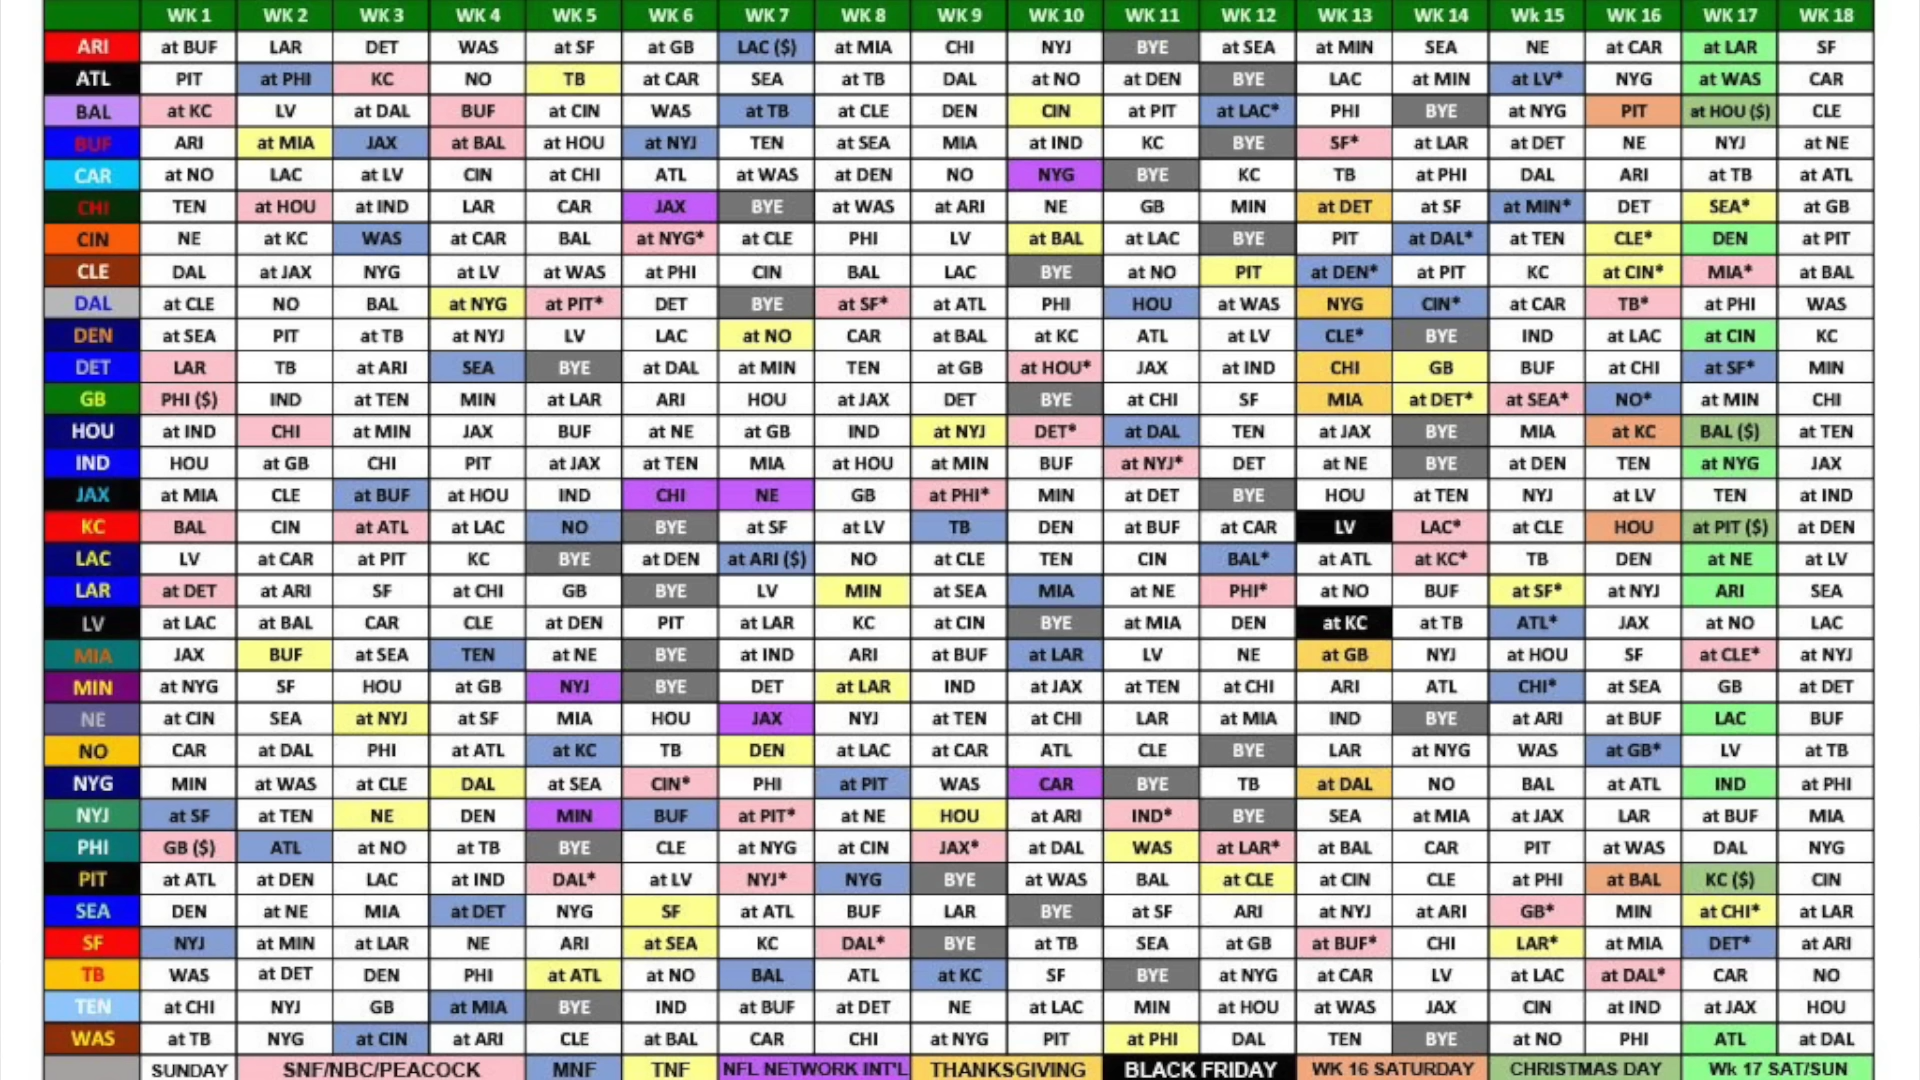 WK 1 WK 2 WK 3 WK 4 WK 5 WK 6 WK 7 WK 8 WK 9 WK 10 WK 11 WK 12 WK 13 WK 14 Wk 15 WK 16 WK 17 WK 18
ARI at BUF LAR DET WAS at SF at GB LAC ($) at MIA CHI NYJ BYE at SEA at MIN SEA NE at CAR at LAR SF
ATL PIT at PHI KC NO TB at CAR SEA at TB DAL at NO at DEN BYE LAC at MIN at LV* NYG at WAS CAR
BAL at KC LV at DAL BUF at CIN WAS at TB at CLE DEN CIN at PIT at LAC* PHI BYE at NYG PIT at HOU ($) CLE
BUF ARI at MIA JAX at BAL at HOU at NYJ TEN at SEA MIA at IND KC BYE SF* at LAR at DET NE NYJ at NE
CAR at NO LAC at LV CIN at CHI ATL at WAS at DEN NO NYG BYE KC TB at PHI DAL ARI at TB at ATL
CHI TEN at HOU at IND LAR CAR JAX BYE at WAS at ARI NE GB MIN at DET at SF at MIN* DET SEA* at GB
CIN NE at KC WAS at CAR BAL at NYG* at CLE PHI LV at BAL at LAC BYE PIT at DAL* at TEN CLE* DEN at PIT
CLE DAL at JAX NYG at LV at WAS at PHI CIN BAL LAC BYE at NO PIT at DEN* at PIT KC at CIN* MIA* at BAL
DAL at CLE NO BAL at NYG at PIT* DET BYE at SF* at ATL PHI HOU at WAS NYG CIN* at CAR TB* at PHI WAS
DEN at SEA PIT at TB at NYJ LV LAC at NO CAR at BAL at KC ATL at LV CLE* BYE IND at LAC at CIN KC
DET LAR TB at ARI SEA BYE at DAL at MIN TEN at GB at HOU* JAX at IND CHI GB BUF at CHI at SF* MIN
GB PHI ($) IND at TEN MIN at LAR ARI HOU at JAX DET BYE at CHI SF MIA at DET* at SEA* NO* at MIN CHI
HOU at IND CHI at MIN JAX BUF at NE at GB IND at NYJ DET* at DAL TEN at JAX BYE MIA at KC BAL ($) at TEN
IND HOU at GB CHI PIT at JAX at TEN MIA at HOU at MIN BUF at NYJ* DET at NE BYE at DEN TEN at NYG JAX
JAX at MIA CLE at BUF at HOU IND CHI NE GB at PHI* MIN at DET BYE HOU at TEN NYJ at LV TEN at IND
KC BAL CIN at ATL at LAC NO BYE at SF at LV TB DEN at BUF at CAR LV LAC* at CLE HOU at PIT ($) at DEN
LAC LV at CAR at PIT KC BYE at DEN at ARI ($) NO at CLE TEN CIN BAL* at ATL at KC* TB DEN at NE at LV
LAR at DET at ARI SF at CHI GB BYE LV MIN at SEA MIA at NE PHI* at NO BUF at SF* at NYJ ARI SEA
LV at LAC at BAL CAR CLE at DEN PIT at LAR KC at CIN BYE at MIA DEN at KC at TB ATL* JAX at NO LAC
MIA JAX BUF at SEA TEN at NE BYE at IND ARI at BUF at LAR LV NE at GB NYJ at HOU SF at CLE* at NYJ
MIN at NYG SF HOU at GB NYJ BYE DET at LAR IND at JAX at TEN at CHI ARI ATL CHI* at SEA GB at DET
NE at CIN SEA at NYJ at SF MIA HOU JAX NYJ at TEN at CHI LAR at MIA IND BYE at ARI at BUF LAC BUF
NO CAR at DAL PHI at ATL at KC TB DEN at LAC at CAR ATL CLE BYE LAR at NYG WAS at GB* LV at TB
NYG MIN at WAS at CLE DAL at SEA CIN* PHI at PIT WAS CAR BYE TB at DAL NO BAL at ATL IND at PHI
NYJ at SF at TEN NE DEN MIN BUF at PIT* at NE HOU at ARI IND* BYE SEA at MIA at JAX LAR at BUF MIA
PHI GB ($) ATL at NO at TB BYE CLE at NYG at CIN JAX* at DAL WAS at LAR* at BAL CAR PIT at WAS DAL NYG
PIT at ATL at DEN LAC at IND DAL* at LV NYJ* NYG BYE at WAS BAL at CLE at CIN CLE at PHI at BAL KC ($) CIN
SEA DEN at NE MIA at DET NYG SF at ATL BUF LAR BYE at SF ARI at NYJ at ARI GB* MIN at CHI* at LAR
SF NYJ at MIN at LAR NE ARI at SEA KC DAL* BYE at TB SEA at GB at BUF* CHI LAR* at MIA DET* at ARI
TB WAS at DET DEN PHI at ATL at NO BAL ATL at KC SF BYE at NYG at CAR LV at LAC at DAL* CAR NO
TEN at CHI NYJ GB at MIA BYE IND at BUF at DET NE at LAC MIN at HOU at WAS JAX CIN at IND at JAX HOU
WAS at TB NYG at CIN at ARI CLE at BAL CAR CHI at NYG PIT at PHI DAL TEN BYE at NO PHI ATL at DAL
SUNDAY SNF/NBC/PEACOCK MNF TNF NFL NETWORK INT'L THANKSGIVING BLACK FRIDAY WK 16 SATURDAY CHRISTMAS DAY Wk 17 SAT/SUN